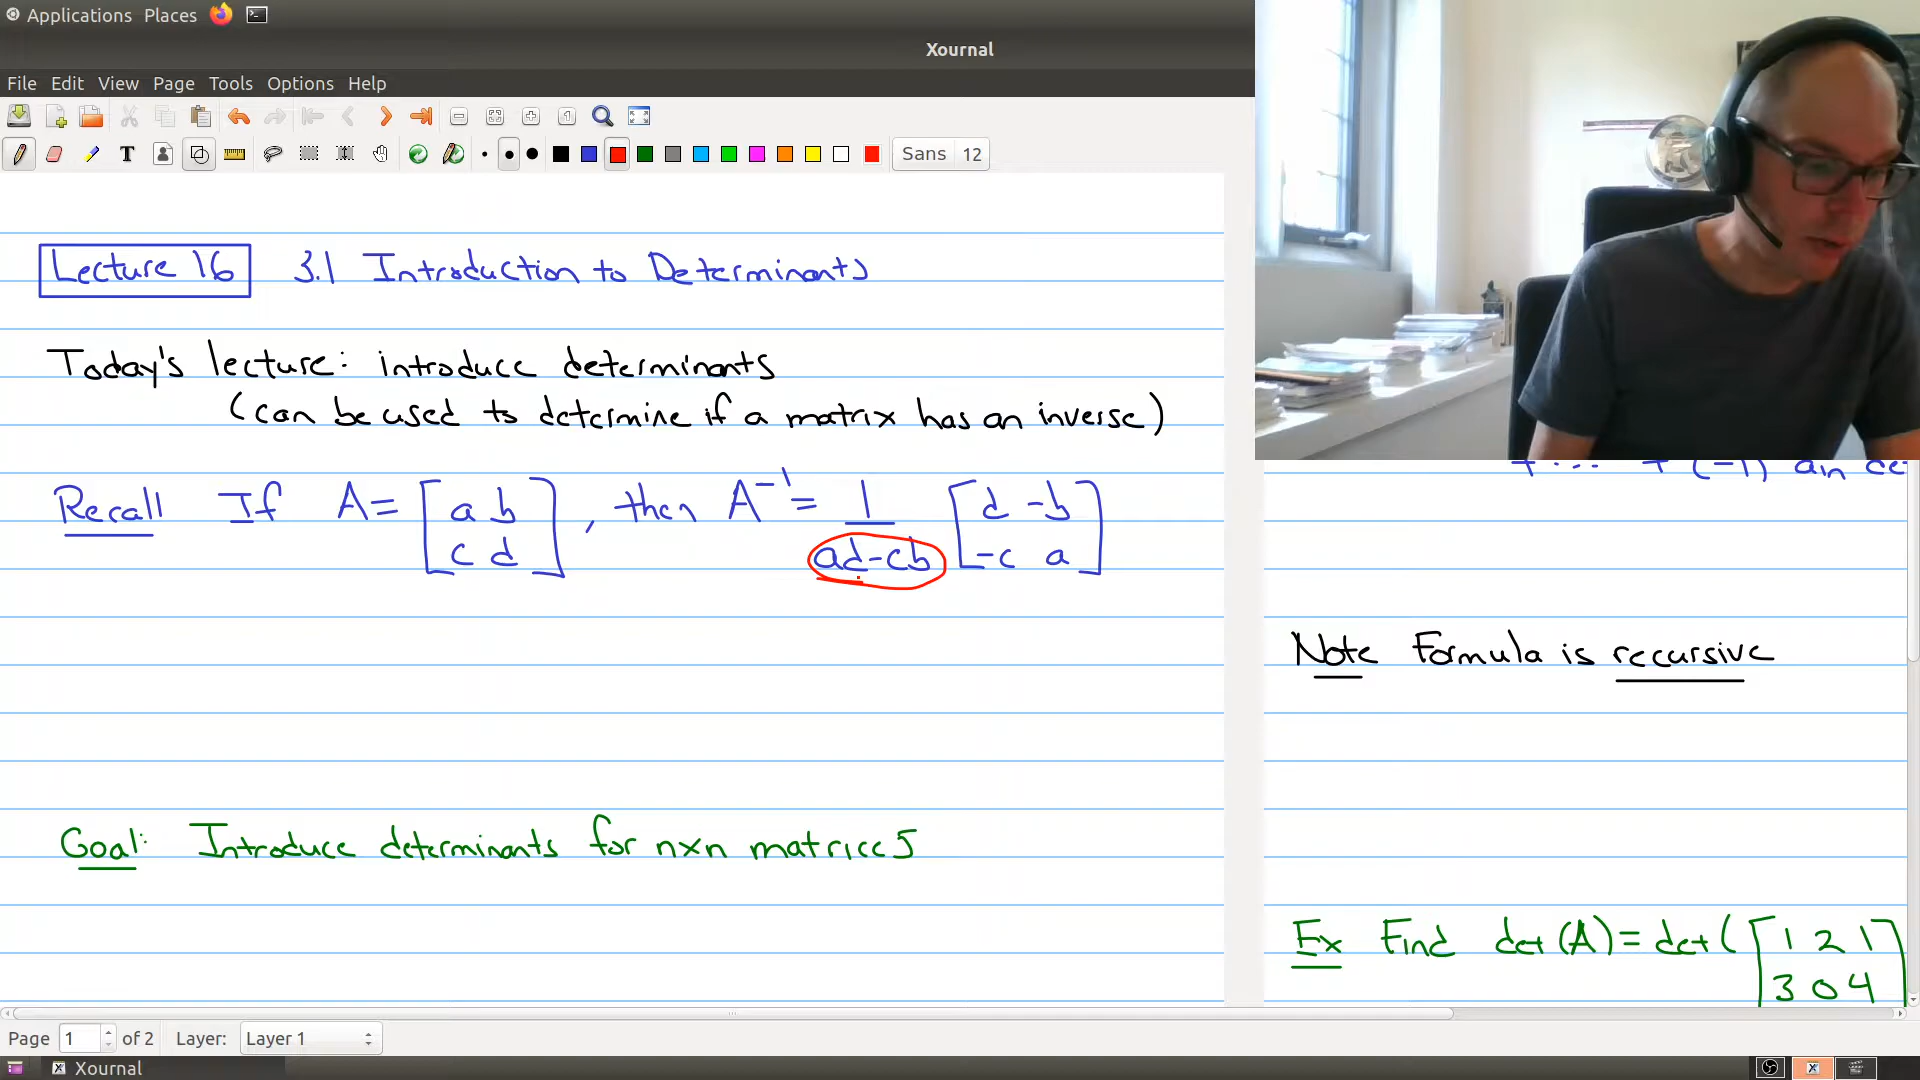 Applications Places
Xournal
File Edit View Page Tools Options Help
Sans 12
Lecture 16 3.1 Introduction to Determinants
Today's lecture: introduce determinants
(can be used to determine if a matrix has an inverse)
Recall If A = [a b; c d], then A⁻¹ = 1/(ad-cb) [d -b; -c a]
Goal: Introduce determinants for nxn matrices
+ ... + (-1) a1n de
Note Formula is recursive
Ex Find det(A) = det([1 2 1
3 0 4
Page 1 of 2 Layer: Layer 1
Xournal